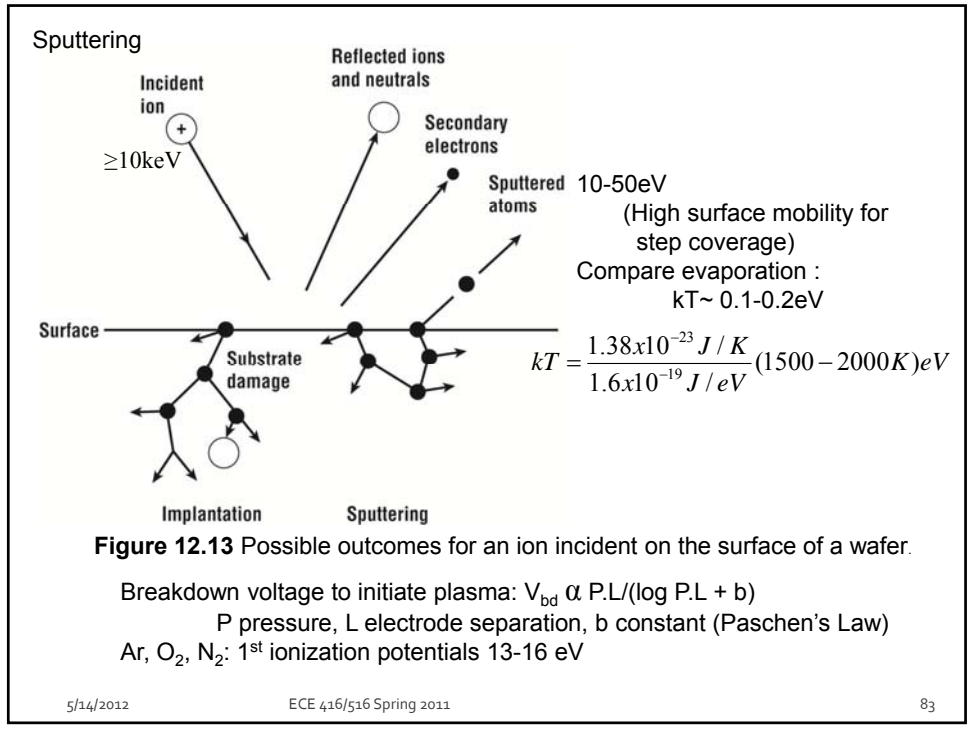 Sputtering
Reflected ions
and neutrals
Incident
ion
+
≥10keV
Secondary
electrons
Sputtered
atoms
10-50eV
(High surface mobility for
step coverage)
Compare evaporation :
kT~ 0.1-0.2eV
Surface
Substrate
damage
kT = 1.38x10⁻²³ J / K / 1.6x10⁻¹⁹ J / eV (1500 − 2000K)eV
Implantation
Sputtering
Figure 12.13 Possible outcomes for an ion incident on the surface of a wafer.
Breakdown voltage to initiate plasma: V_bd α P.L/(log P.L + b)
P pressure, L electrode separation, b constant (Paschen’s Law)
Ar, O₂, N₂: 1ˢᵗ ionization potentials 13-16 eV
5/14/2012
ECE 416/516 Spring 2011
83